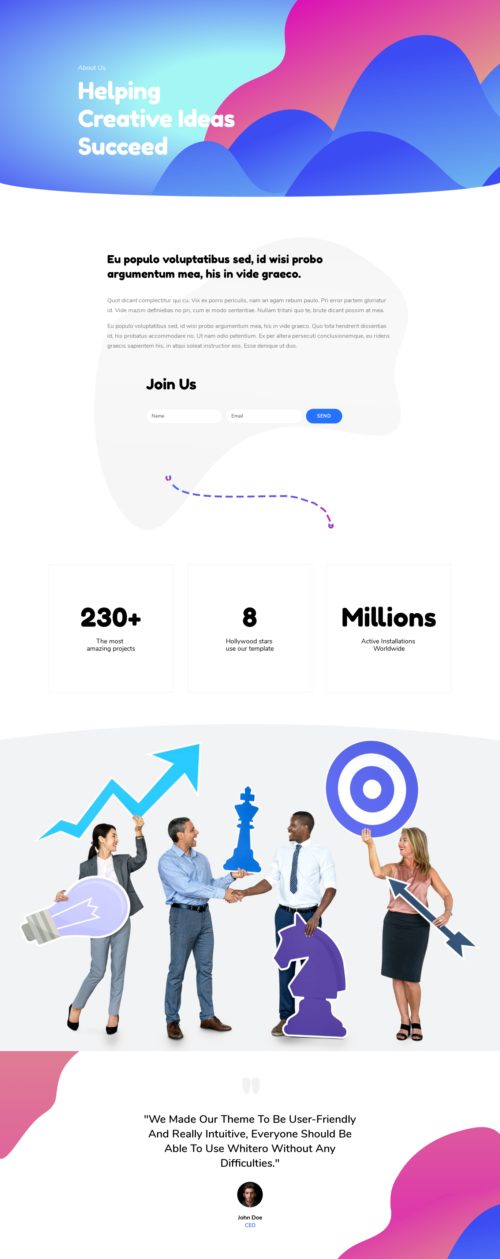 About Us
Helping
Creative Ideas
Succeed
Eu populo voluptatibus sed, id wisi probo
argumentum mea, his in vide graeco.
Quot dicant complectitur qui cu. Vix ex porro periculis, nam an agam rebum paulo. Pri error partem gloriatur
id. Vide mazim definiebas no pri, cum ei modo sententiae. Nullam tritani quo te, brute dicant possim at mea.
Eu populo voluptatibus sed, id wisi probo argumentum mea, his in vide graeco. Quo tota hendrerit dissentias
id, his probatus accommodare no. Ut nam odio petentium. Ex per altera persecuti conclusionemque, eu ridens
graecis sapientem his, in atqui soleat instructior eos. Esse denique ut duo.
Join Us
Name Email SEND
230+
The most
amazing projects
8
Hollywood stars
use our template
Millions
Active Installations
Worldwide
"We Made Our Theme To Be User-Friendly
And Really Intuitive, Everyone Should Be
Able To Use Whitero Without Any
Difficulties."
John Doe
CEO